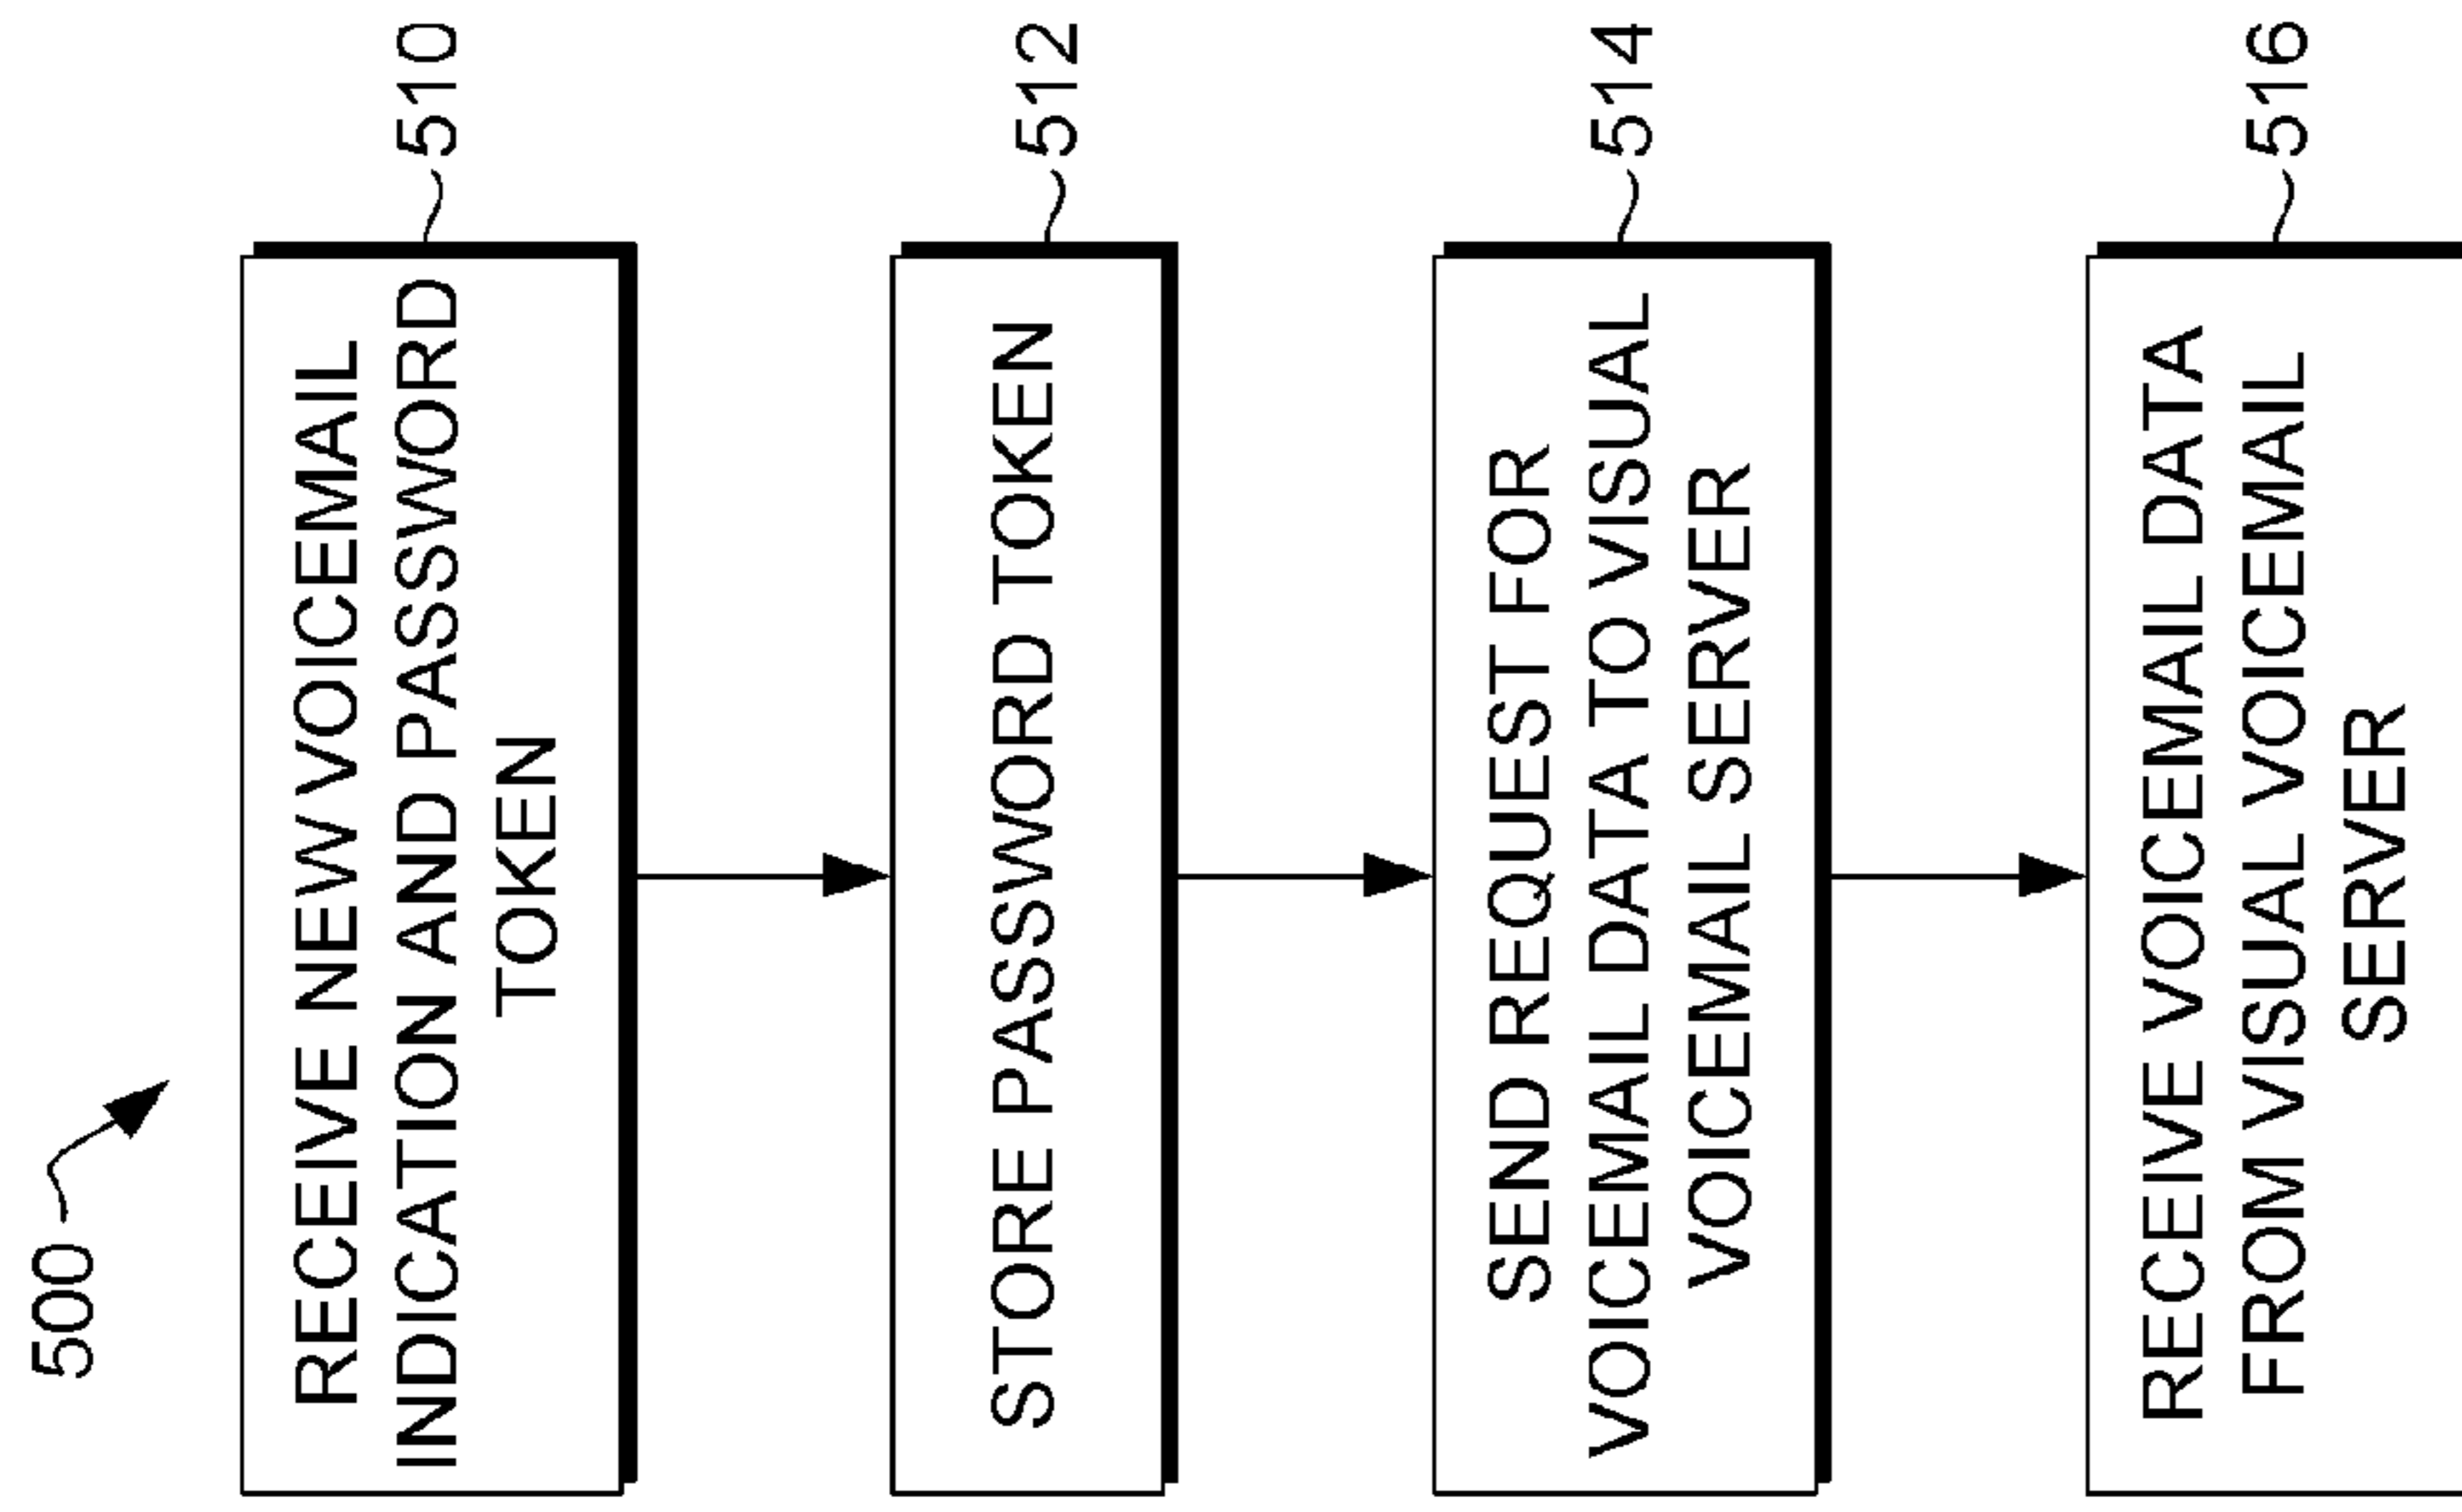 500
RECEIVE NEW VOICEMAIL
INDICATION AND PASSWORD
TOKEN
510
STORE PASSWORD TOKEN
512
SEND REQUEST FOR
VOICEMAIL DATA TO VISUAL
VOICEMAIL SERVER
514
RECEIVE VOICEMAIL DATA
FROM VISUAL VOICEMAIL
SERVER
516